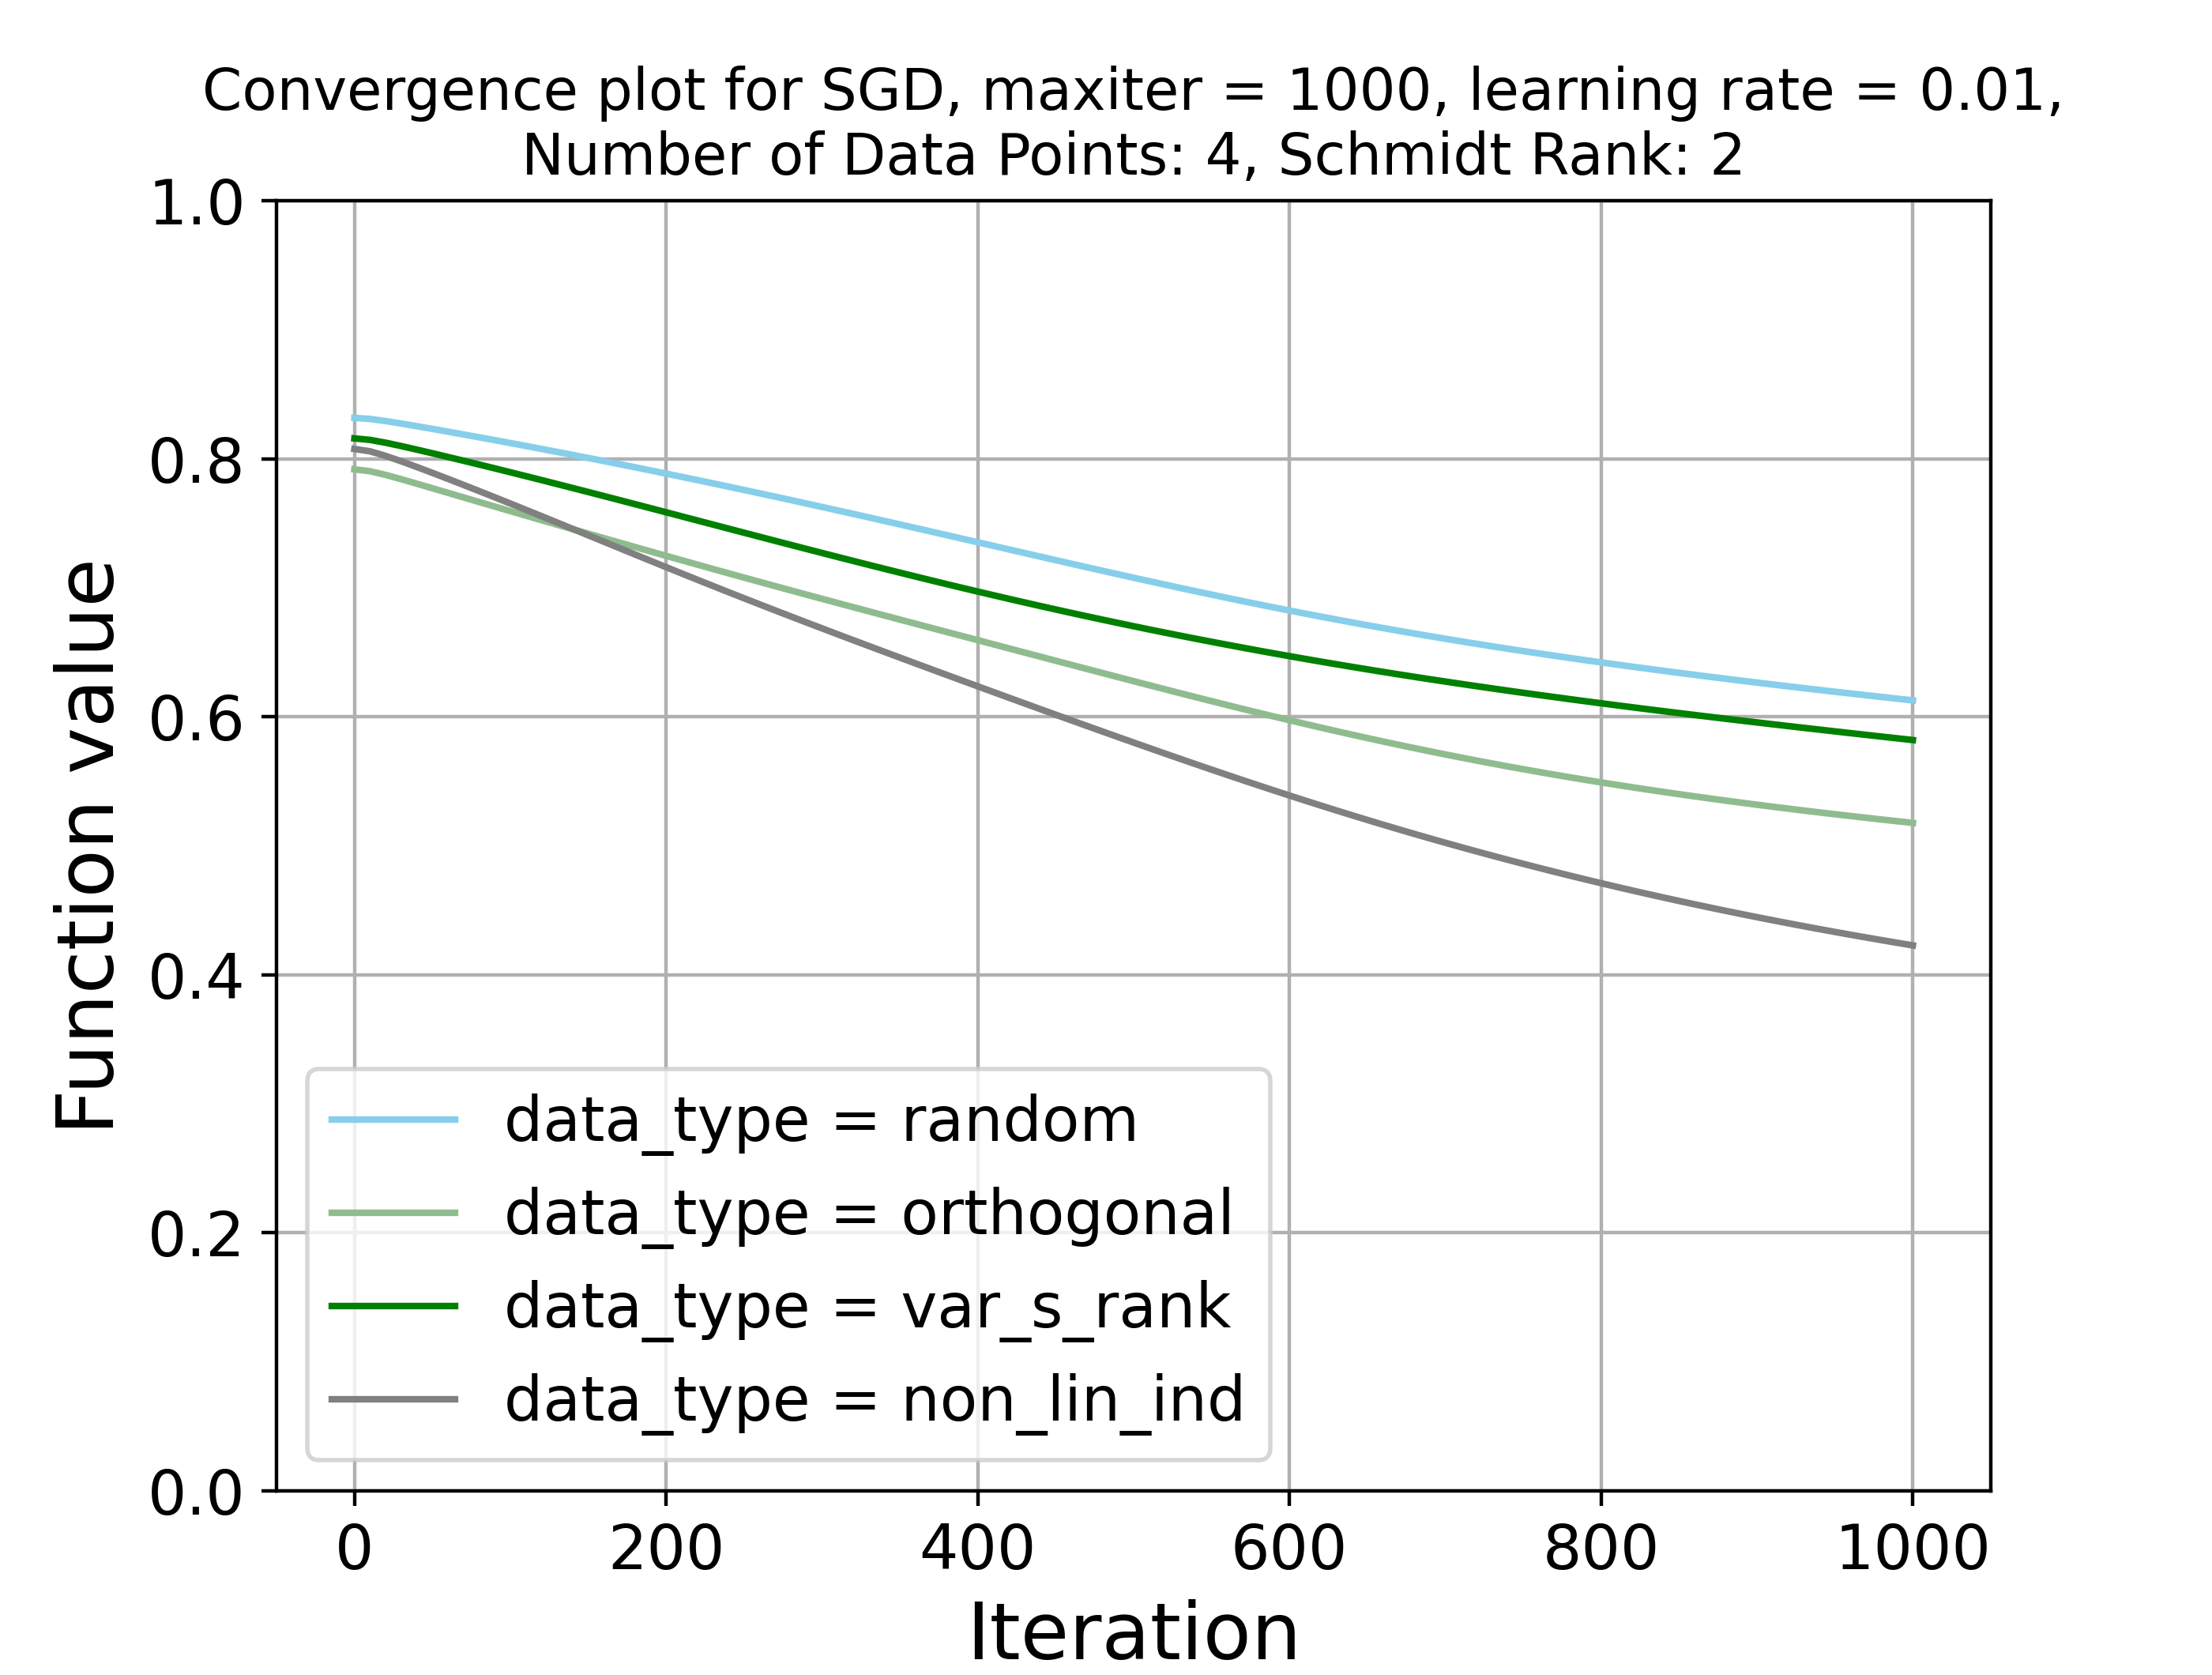 Convergence plot for SGD, maxiter = 1000, learning rate = 0.01,
Number of Data Points: 4, Schmidt Rank: 2
1.0
0.8
0.6
0.4
0.2
0.0
Function value
data_type = random
data_type = orthogonal
data_type = var_s_rank
data_type = non_lin_ind
0 200 400 600 800 1000
Iteration